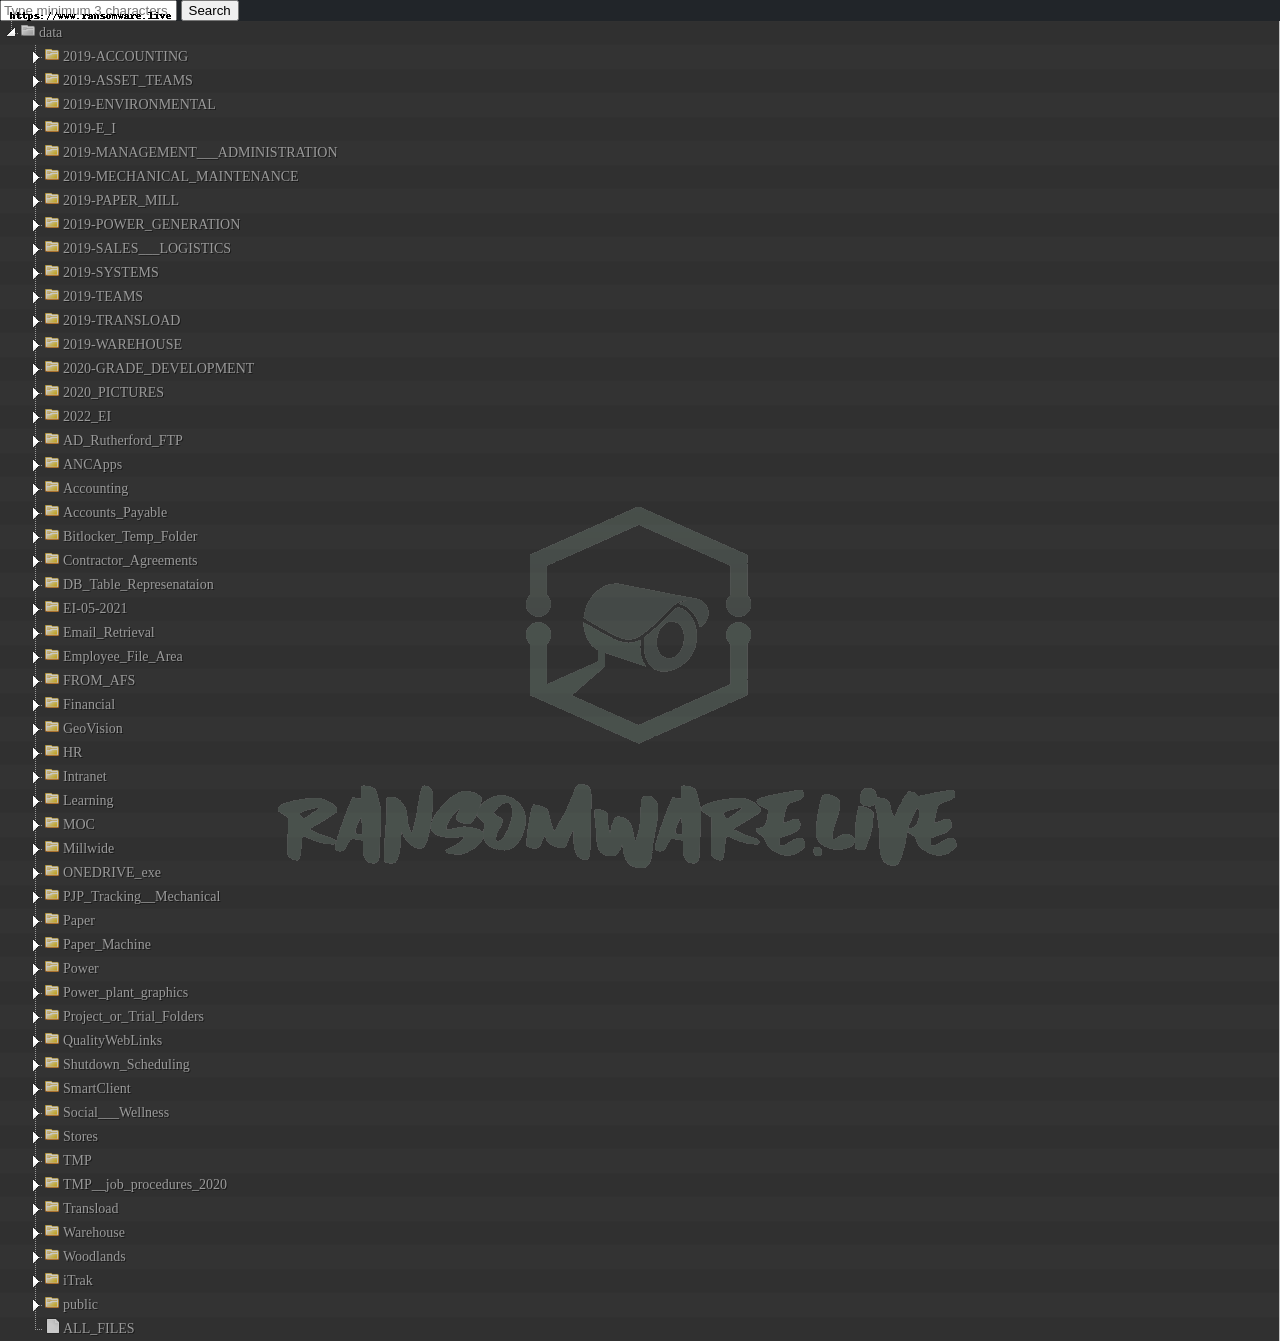 Type minimum 3 characters Search
https://www.ransomware.live
data
2019-ACCOUNTING
2019-ASSET_TEAMS
2019-ENVIRONMENTAL
2019-E_I
2019-MANAGEMENT___ADMINISTRATION
2019-MECHANICAL_MAINTENANCE
2019-PAPER_MILL
2019-POWER_GENERATION
2019-SALES___LOGISTICS
2019-SYSTEMS
2019-TEAMS
2019-TRANSLOAD
2019-WAREHOUSE
2020-GRADE_DEVELOPMENT
2020_PICTURES
2022_EI
AD_Rutherford_FTP
ANCApps
Accounting
Accounts_Payable
Bitlocker_Temp_Folder
Contractor_Agreements
DB_Table_Represenataion
EI-05-2021
Email_Retrieval
Employee_File_Area
FROM_AFS
Financial
GeoVision
HR
Intranet
Learning
MOC
RANSOMWARE.LIVE
Millwide
ONEDRIVE_exe
PJP_Tracking__Mechanical
Paper
Paper_Machine
Power
Power_plant_graphics
Project_or_Trial_Folders
QualityWebLinks
Shutdown_Scheduling
SmartClient
Social___Wellness
Stores
TMP
TMP__job_procedures_2020
Transload
Warehouse
Woodlands
iTrak
public
ALL_FILES